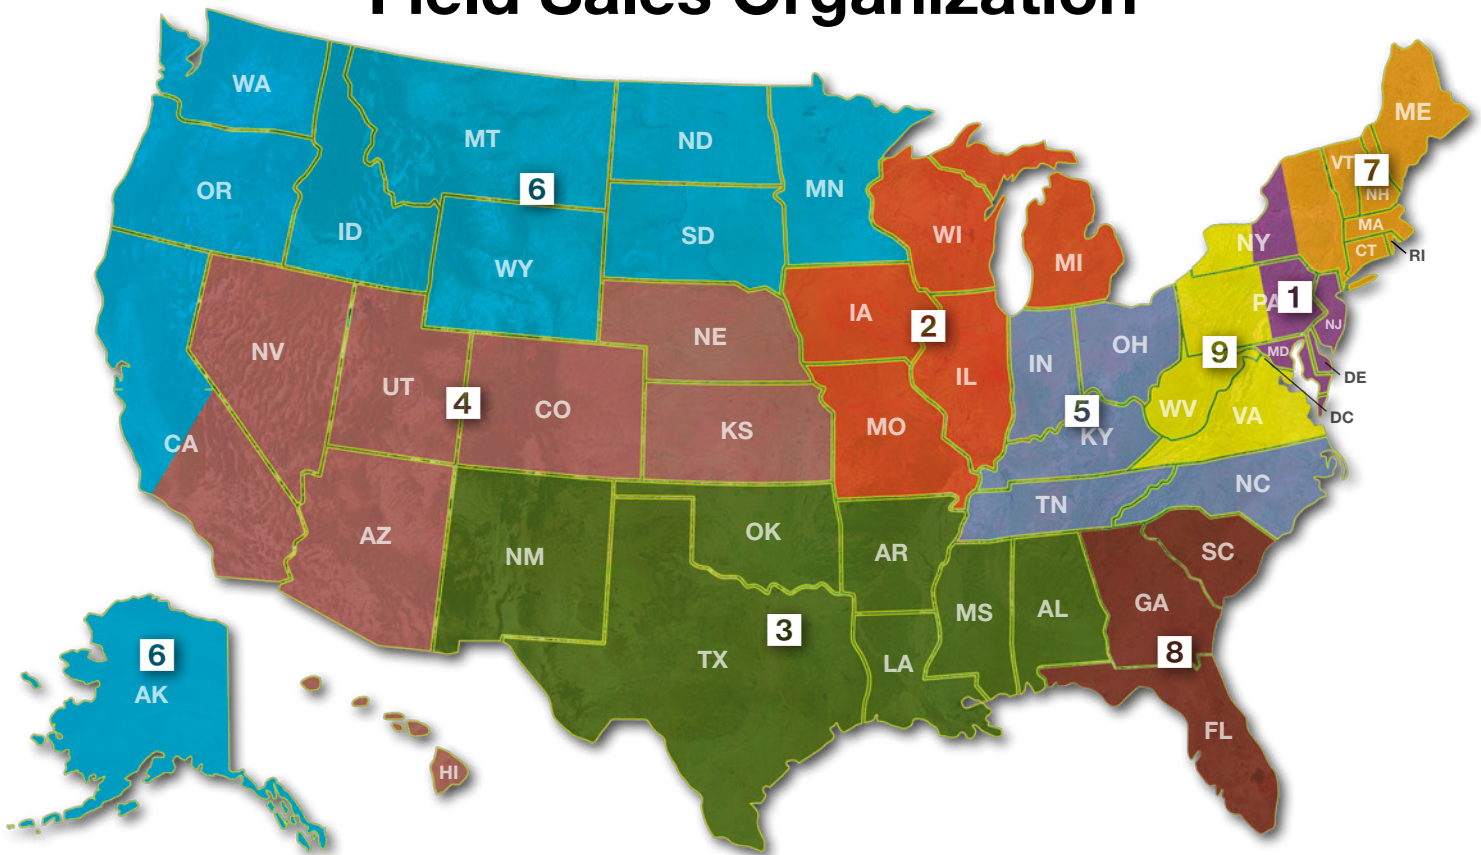 Field Sales Organization
WA
MT
ND
MN
ME
VT
7
NH
OR
ID
6
SD
WI
MI
NY
MA
CT
RI
WY
NE
IA
2
PA
1
NJ
NV
UT
4
CO
KS
MO
IL
IN
OH
5
KY
9
MD
DE
DC
WV
VA
CA
AZ
NM
OK
AR
TN
NC
SC
GA
8
TX
3
LA
MS
AL
FL
6
AK
HI